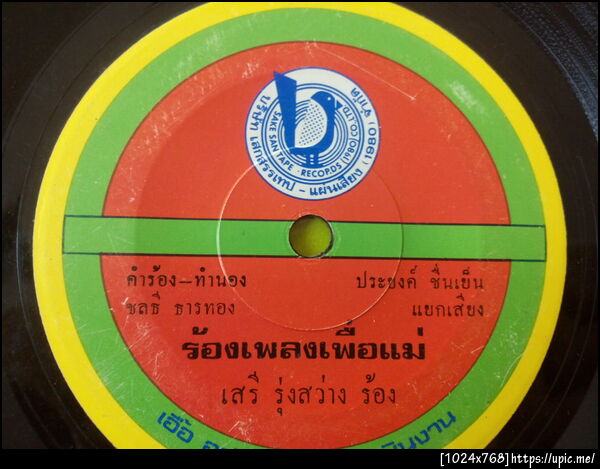 บริษัท เสกสรรเทป - แผ่นเสียง (1980) จำกัด
SAKE SAN TAPE - RECORDS (1980) CO.,LTD.
คำร้อง-ทำนอง
ชลธี ธารทอง
ประยงค์ ชื่นเย็น
แยกเสียง
ร้องเพลงเพื่อแม่
เสรี รุ่งสว่าง ร้อง
เอื้อ
[1024x768]https://upic.me/